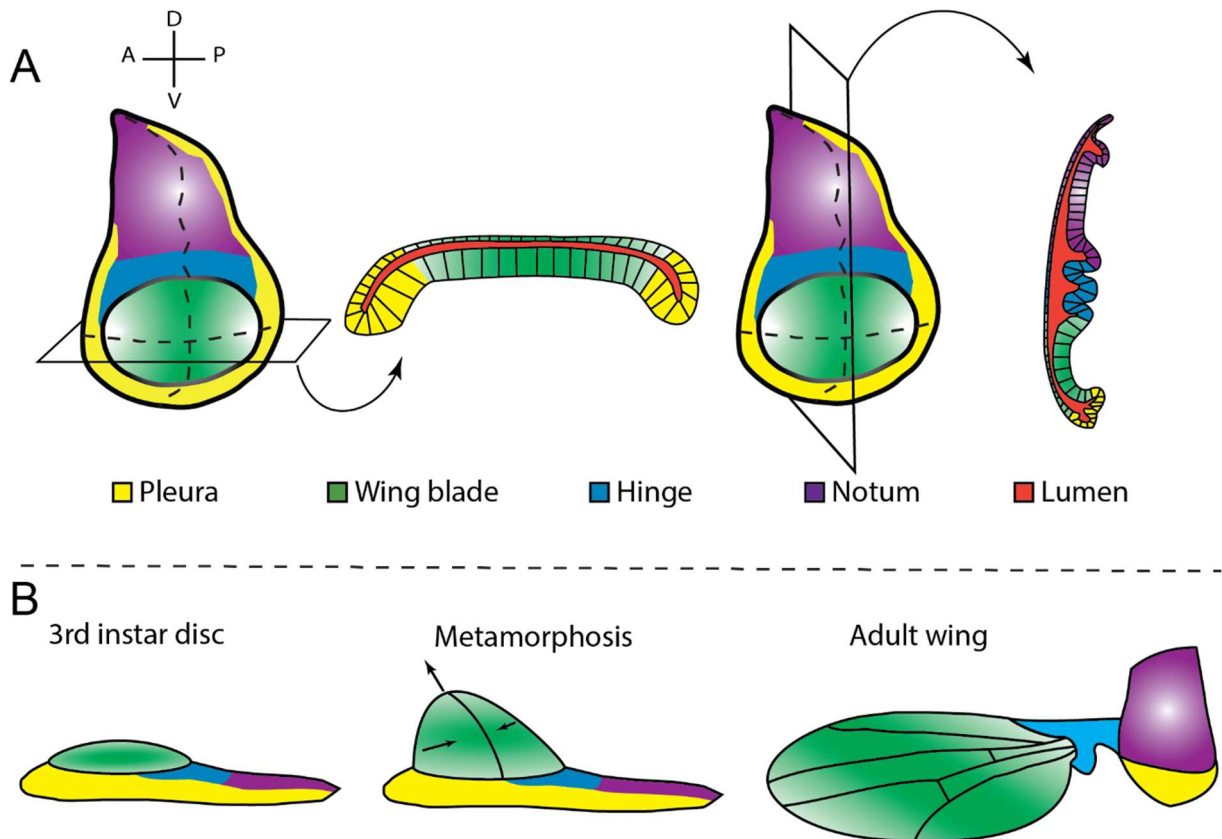 A
D
A P
V
Pleura Wing blade Hinge Notum Lumen
B
3rd instar disc Metamorphosis Adult wing